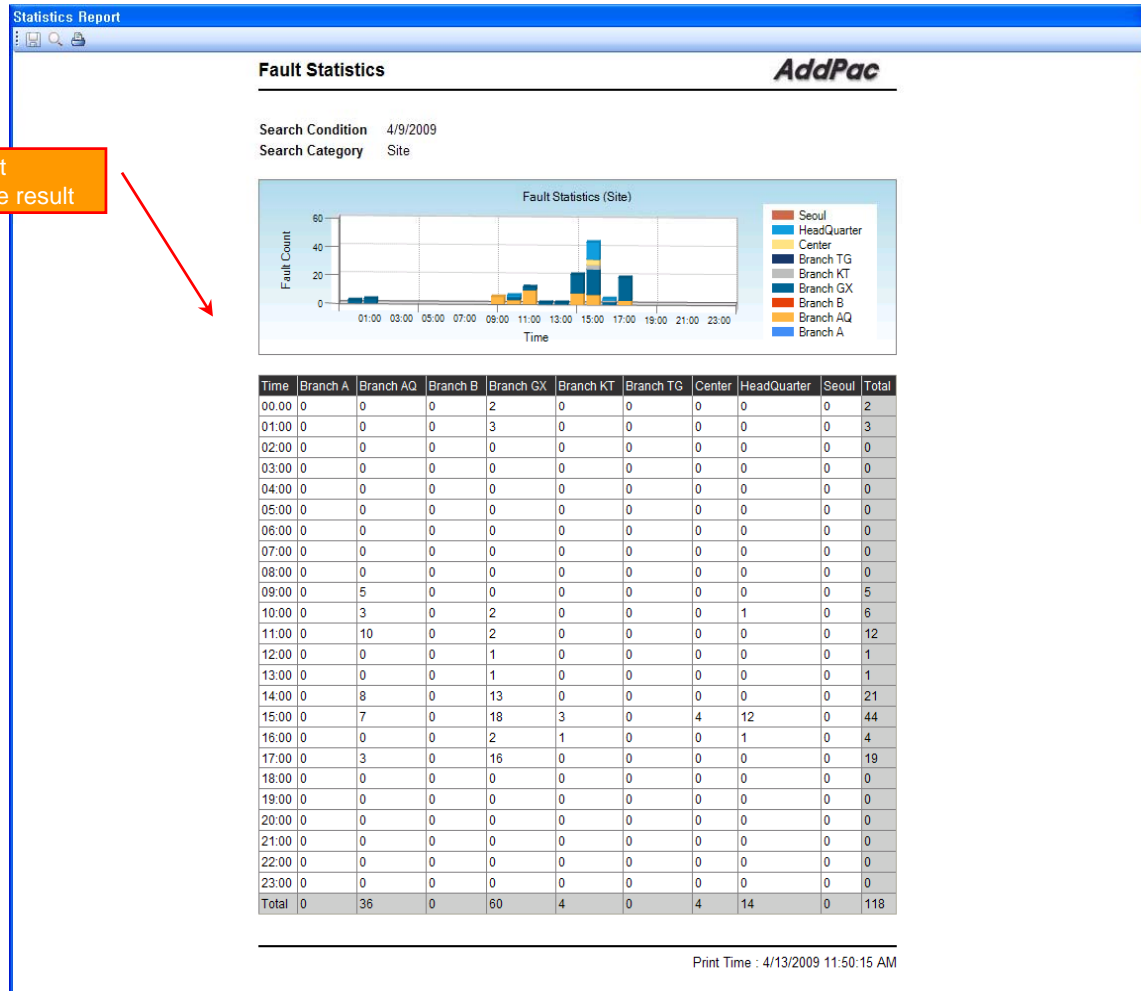 Statistics Report
Fault Statistics
AddPac
Search Condition 4/9/2009
Search Category Site
result
Fault Statistics (Site)
Fault Count
60
40
20
0
01:00 03:00 05:00 07:00 09:00 11:00 13:00 15:00 17:00 19:00 21:00 23:00
Time
Seoul
HeadQuarter
Center
Branch TG
Branch KT
Branch GX
Branch B
Branch AQ
Branch A
Time Branch A Branch AQ Branch B Branch GX Branch KT Branch TG Center HeadQuarter Seoul Total
00.00 0 0 0 2 0 0 0 0 0 2
01:00 0 0 0 3 0 0 0 0 0 3
02:00 0 0 0 0 0 0 0 0 0 0
03:00 0 0 0 0 0 0 0 0 0 0
04:00 0 0 0 0 0 0 0 0 0 0
05:00 0 0 0 0 0 0 0 0 0 0
06:00 0 0 0 0 0 0 0 0 0 0
07:00 0 0 0 0 0 0 0 0 0 0
08:00 0 0 0 0 0 0 0 0 0 0
09:00 0 5 0 0 0 0 0 0 0 5
10:00 0 3 0 2 0 0 0 1 0 6
11:00 0 10 0 2 0 0 0 0 0 12
12:00 0 0 0 1 0 0 0 0 0 1
13:00 0 0 0 1 0 0 0 0 0 1
14:00 0 8 0 13 0 0 0 0 0 21
15:00 0 7 0 18 3 0 4 12 0 44
16:00 0 0 0 2 1 0 0 1 0 4
17:00 0 3 0 16 0 0 0 0 0 19
18:00 0 0 0 0 0 0 0 0 0 0
19:00 0 0 0 0 0 0 0 0 0 0
20:00 0 0 0 0 0 0 0 0 0 0
21:00 0 0 0 0 0 0 0 0 0 0
22:00 0 0 0 0 0 0 0 0 0 0
23:00 0 0 0 0 0 0 0 0 0 0
Total 0 36 0 60 4 0 4 14 0 118
Print Time : 4/13/2009 11:50:15 AM